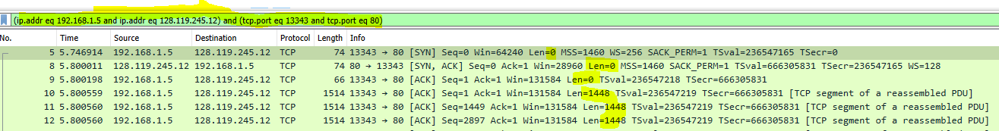 (ip.addr eq 192.168.1.5 and ip.addr eq 128.119.245.12) and (tcp.port eq 13343 and tcp.port eq 80)
No. Time Source Destination Protocol Length Info
5 5.746914 192.168.1.5 128.119.245.12 TCP 74 13343 → 80 [SYN] Seq=0 Win=64240 Len=0 MSS=1460 WS=256 SACK_PERM=1 TSval=236547165 TSecr=0
8 5.800011 128.119.245.12 192.168.1.5 TCP 74 80 → 13343 [SYN, ACK] Seq=0 Ack=1 Win=28960 Len=0 MSS=1460 SACK_PERM=1 TSval=666305831 TSecr=236547165 WS=128
9 5.800198 192.168.1.5 128.119.245.12 TCP 66 13343 → 80 [ACK] Seq=1 Ack=1 Win=131584 Len=0 TSval=236547218 TSecr=666305831
10 5.800559 192.168.1.5 128.119.245.12 TCP 1514 13343 → 80 [ACK] Seq=1 Ack=1 Win=131584 Len=1448 TSval=236547219 TSecr=666305831 [TCP segment of a reassembled PDU]
11 5.800560 192.168.1.5 128.119.245.12 TCP 1514 13343 → 80 [ACK] Seq=1449 Ack=1 Win=131584 Len=1448 TSval=236547219 TSecr=666305831 [TCP segment of a reassembled PDU]
12 5.800560 192.168.1.5 128.119.245.12 TCP 1514 13343 → 80 [ACK] Seq=2897 Ack=1 Win=131584 Len=1448 TSval=236547219 TSecr=666305831 [TCP segment of a reassembled PDU]